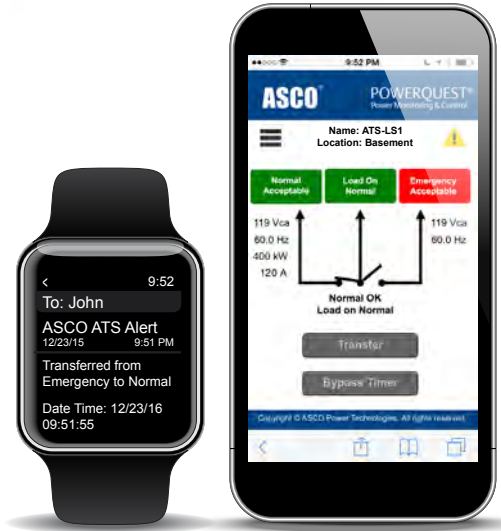 < 9:52
To: John
ASCO ATS Alert
12/23/15 9:51 PM
Transferred from
Emergency to Normal
Date Time: 12/23/16
09:51:55
9:52 PM
ASCO® POWERQUEST®
Power Monitoring & Control
Name: ATS-LS1
Location: Basement
Normal Acceptable
Load On Normal
Emergency Acceptable
119 Vca
60.0 Hz
400 kW
120 A
119 Vca
60.0 Hz
Normal OK
Load on Normal
Transfer
Bypass Timer
Copyright © ASCO Power Technologies. All rights reserved.